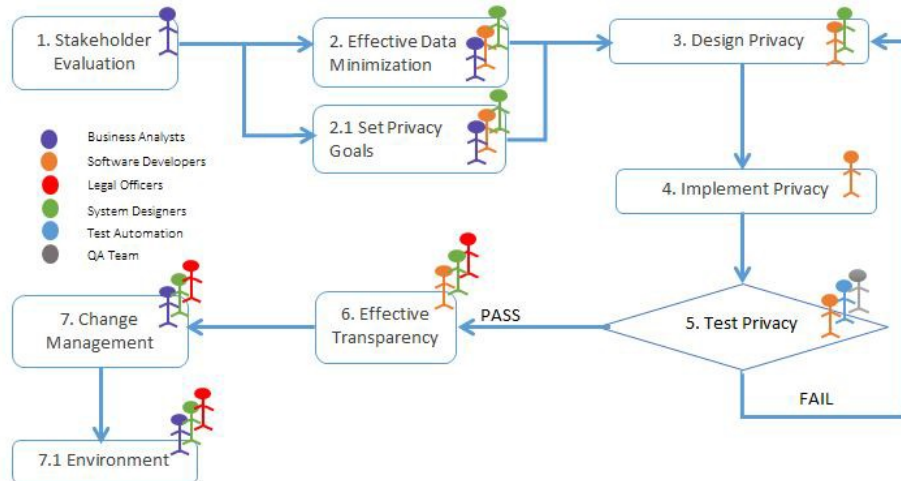 1. Stakeholder
Evaluation
2. Effective Data
Minimization
3. Design Privacy
2.1 Set Privacy
Goals
Business Analysts
Software Developers
Legal Officers
System Designers
Test Automation
QA Team
4. Implement Privacy
5. Test Privacy
PASS
FAIL
6. Effective
Transparency
7. Change
Management
7.1 Environment